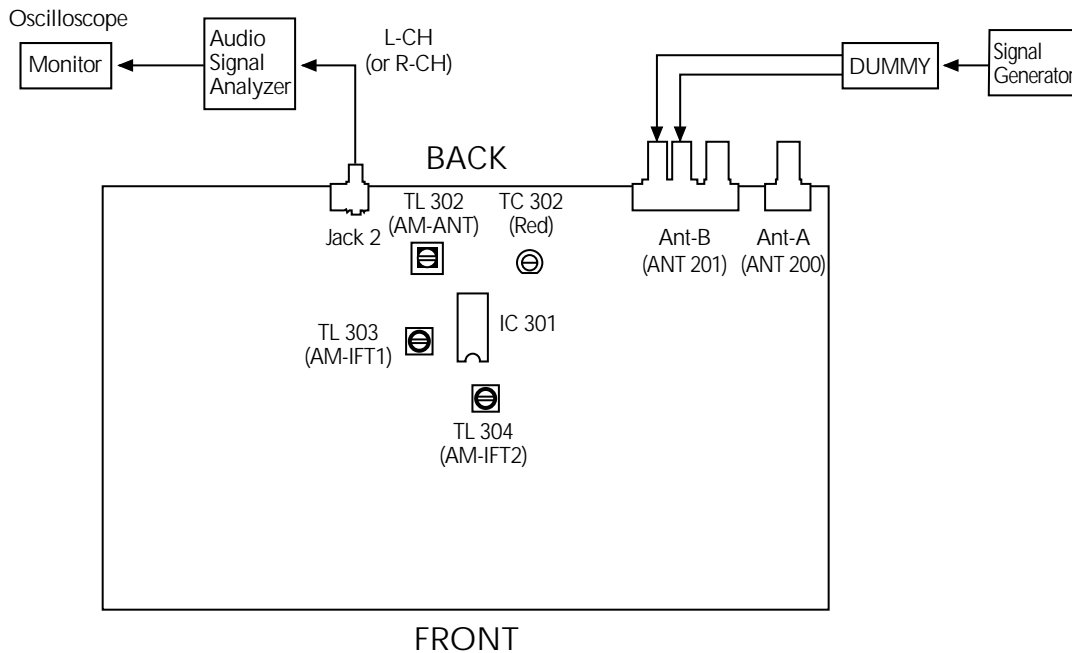 Oscilloscope
Monitor
Audio
Signal
Analyzer
L-CH
(or R-CH)
DUMMY
Signal
Generator
BACK
Jack 2
TL 302
(AM-ANT)
TC 302
(Red)
Ant-B
(ANT 201)
Ant-A
(ANT 200)
IC 301
TL 303
(AM-IFT1)
TL 304
(AM-IFT2)
FRONT